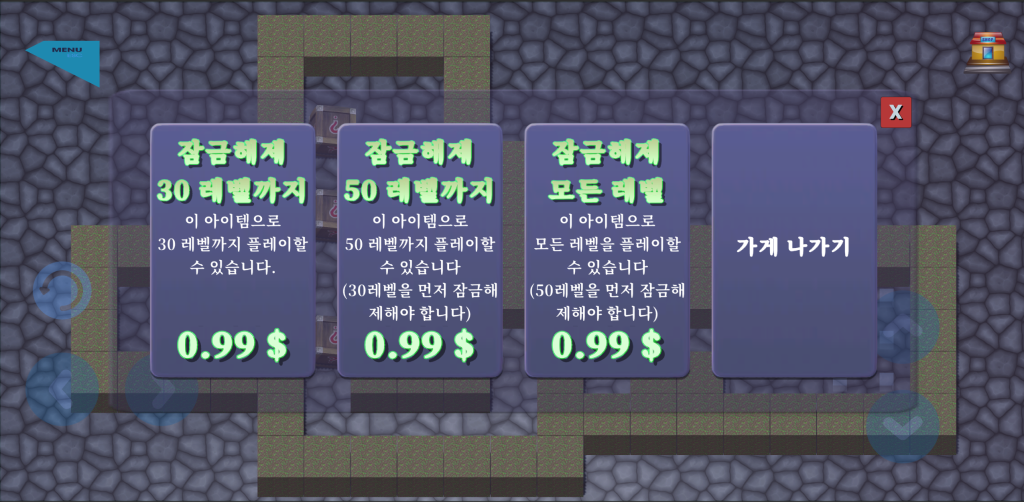 MENU
X
잠금해제
30 레벨까지
이 아이템으로
30 레벨까지 플레이할
수 있습니다.
0.99 $
잠금해제
50 레벨까지
이 아이템으로
50 레벨까지 플레이할
수 있습니다
(30레벨을 먼저 잠금해
제해야 합니다)
0.99 $
잠금해제
모든 레벨
이 아이템으로
모든 레벨을 플레이할
수 있습니다
(50레벨을 먼저 잠금해
제해야 합니다)
0.99 $
가게 나가기